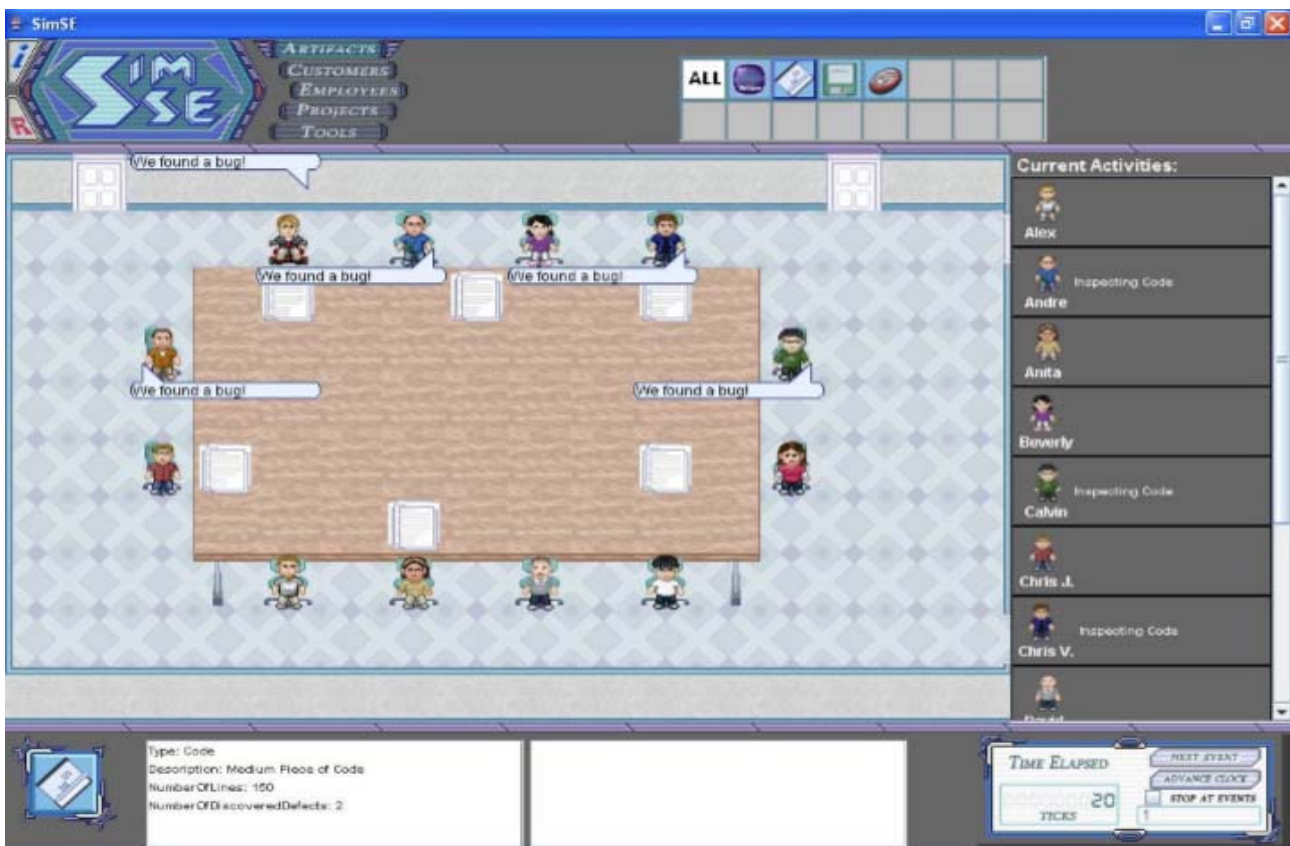 SimSE
i
R
SIM
SE
ARTIFACTS
CUSTOMERS
EMPLOYEES
PROJECTS
TOOLS
ALL
We found a bug!
We found a bug!
We found a bug!
We found a bug!
We found a bug!
Current Activities:
Alex
Inspecting Code
Andre
Anita
Beverly
Inspecting Code
Calvin
Chris J.
Inspecting Code
Chris V.
David
Type: Code
Description: Medium Piece of Code
NumberOfLines: 150
NumberOfDiscoveredDefects: 2
TIME ELAPSED
20
TICKS
NEXT EVENT
ADVANCE CLOCK
STOP AT EVENTS
1